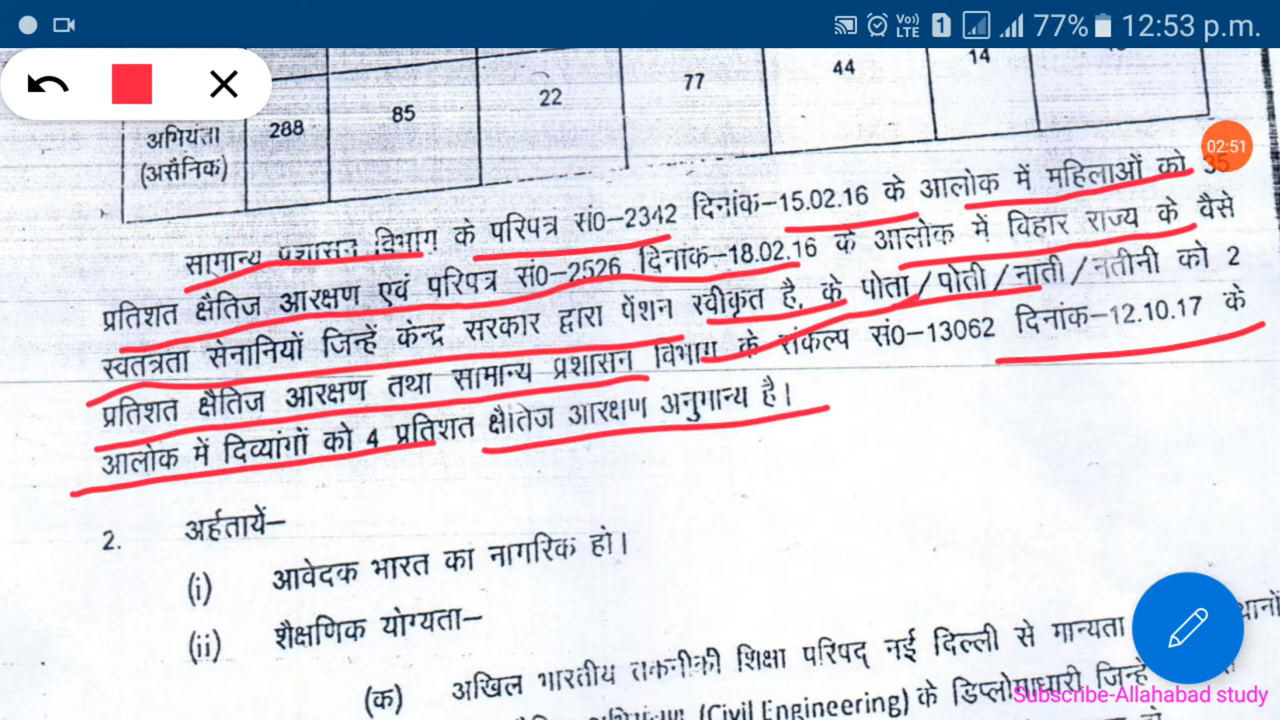 Vo)) LTE 1 77% 12:53 p.m.
14
44
77
22
85
288
अभियंता
(असैनिक)
02:51
सामान्य प्रशासन विभाग के परिपत्र सं0-2342 दिनांक-15.02.16 के आलोक में महिलाओं को 35
प्रतिशत क्षैतिज आरक्षण एवं परिपत्र सं0-2526 दिनांक-18.02.16 के आलोक में विहार राज्य के वैसे
स्वतंत्रता सेनानियों जिन्हें केन्द्र सरकार द्वारा पेंशन स्वीकृत है, के पोता/पोती/नाती/नतीनी को 2
प्रतिशत क्षैतिज आरक्षण तथा सामान्य प्रशासन विभाग के संकल्प सं0-13062 दिनांक-12.10.17 के
आलोक में दिव्यांगों को 4 प्रतिशत क्षैतिज आरक्षण अनुमान्य है।
2. अर्हतायें-
(i) आवेदक भारत का नागरिक हो।
(ii) शैक्षणिक योग्यता-
(क) अखिल भारतीय तकनीकी शिक्षा परिषद् नई दिल्ली से मान्यता
(Civil Engineering) के डिप्लोमाधारी जिन्हें
Subscribe-Allahabad study